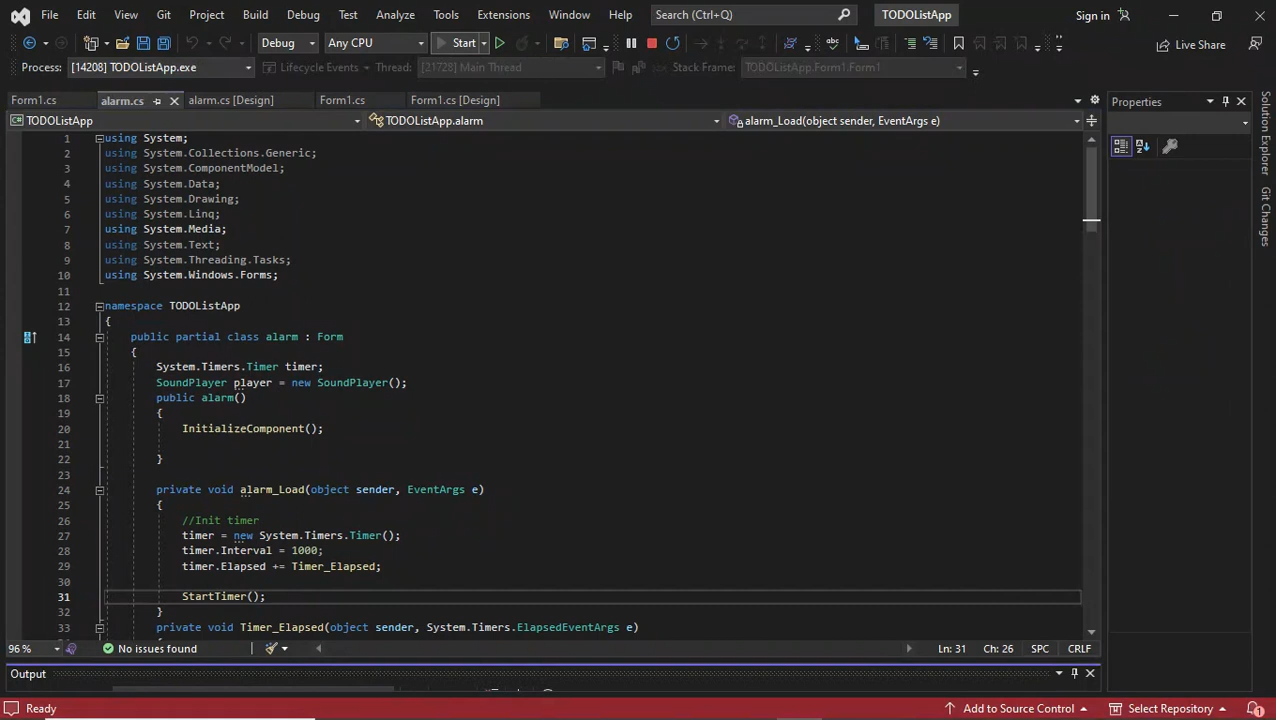 File Edit View Git Project Build Debug Test Analyze Tools Extensions Window Help Search (Ctrl+Q) TODOListApp Sign in
Debug Any CPU Start Live Share
Process: [14208] TODOListApp.exe Lifecycle Events Thread: [21728] Main Thread Stack Frame: TODOListApp.Form1.Form1
Form1.cs alarm.cs alarm.cs [Design] Form1.cs Form1.cs [Design] Properties
TODOListApp TODOListApp.alarm alarm_Load(object sender, EventArgs e)
1 using System;
2 using System.Collections.Generic;
3 using System.ComponentModel;
4 using System.Data;
5 using System.Drawing;
6 using System.Linq;
7 using System.Media;
8 using System.Text;
9 using System.Threading.Tasks;
10 using System.Windows.Forms;
11
12 namespace TODOListApp
13 {
14 public partial class alarm : Form
15 {
16 System.Timers.Timer timer;
17 SoundPlayer player = new SoundPlayer();
18 public alarm()
19 {
20 InitializeComponent();
21
22 }
23
24 private void alarm_Load(object sender, EventArgs e)
25 {
26 //Init timer
27 timer = new System.Timers.Timer();
28 timer.Interval = 1000;
29 timer.Elapsed += Timer_Elapsed;
30
31 StartTimer();
32 }
33 private void Timer_Elapsed(object sender, System.Timers.ElapsedEventArgs e)
96 % No issues found Ln: 31 Ch: 26 SPC CRLF
Output
Ready Add to Source Control Select Repository 1
Solution Explorer
Git Changes